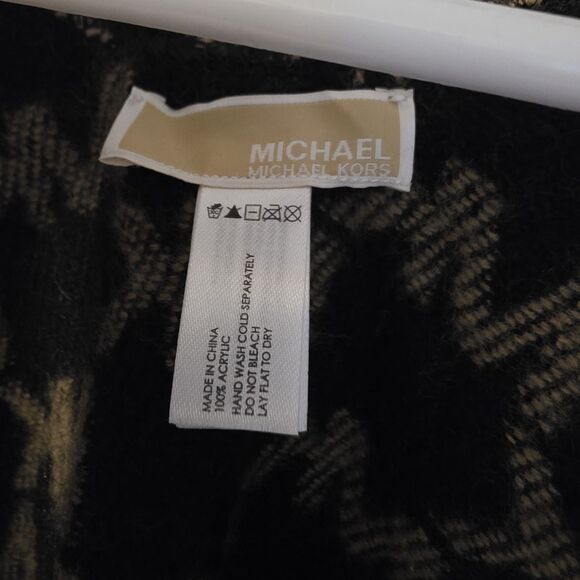 MICHAEL
MICHAEL KORS
MADE IN CHINA
100% ACRYLIC
HAND WASH COLD SEPARATELY
DO NOT BLEACH
LAY FLAT TO DRY